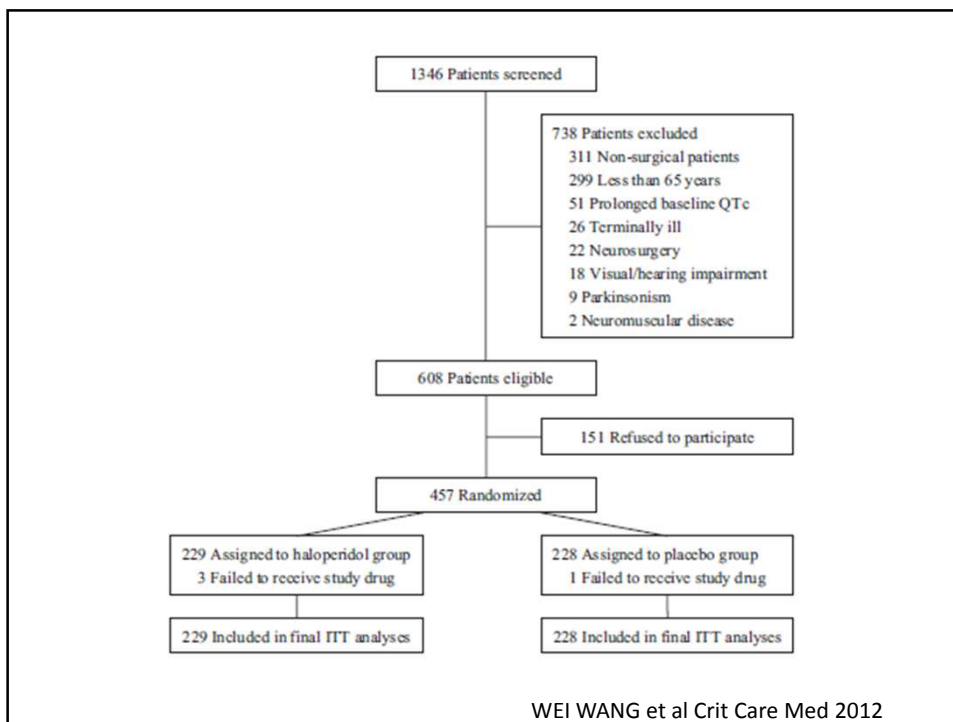 1346 Patients screened
738 Patients excluded
311 Non-surgical patients
299 Less than 65 years
51 Prolonged baseline QTc
26 Terminally ill
22 Neurosurgery
18 Visual/hearing impairment
9 Parkinsonism
2 Neuromuscular disease
608 Patients eligible
151 Refused to participate
457 Randomized
229 Assigned to haloperidol group
3 Failed to receive study drug
228 Assigned to placebo group
1 Failed to receive study drug
229 Included in final ITT analyses
228 Included in final ITT analyses
WEI WANG et al Crit Care Med 2012